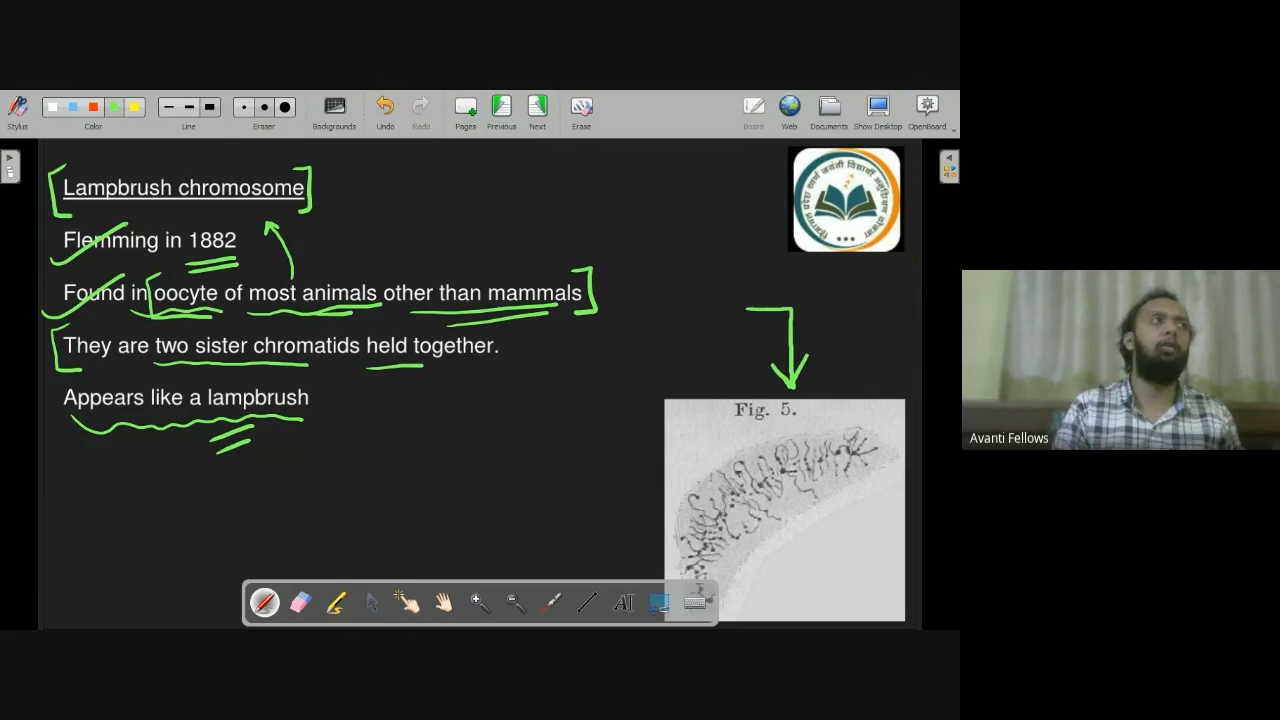 Stylus
Color
Line
Eraser
Backgrounds
Undo
Redo
Pages
Previous
Next
Erase
Board
Web
Documents
Show Desktop
OpenBoard
Lampbrush chromosome
Flemming in 1882
Found in oocyte of most animals other than mammals
They are two sister chromatids held together.
Appears like a lampbrush
Fig. 5.
AI
Avanti Fellows